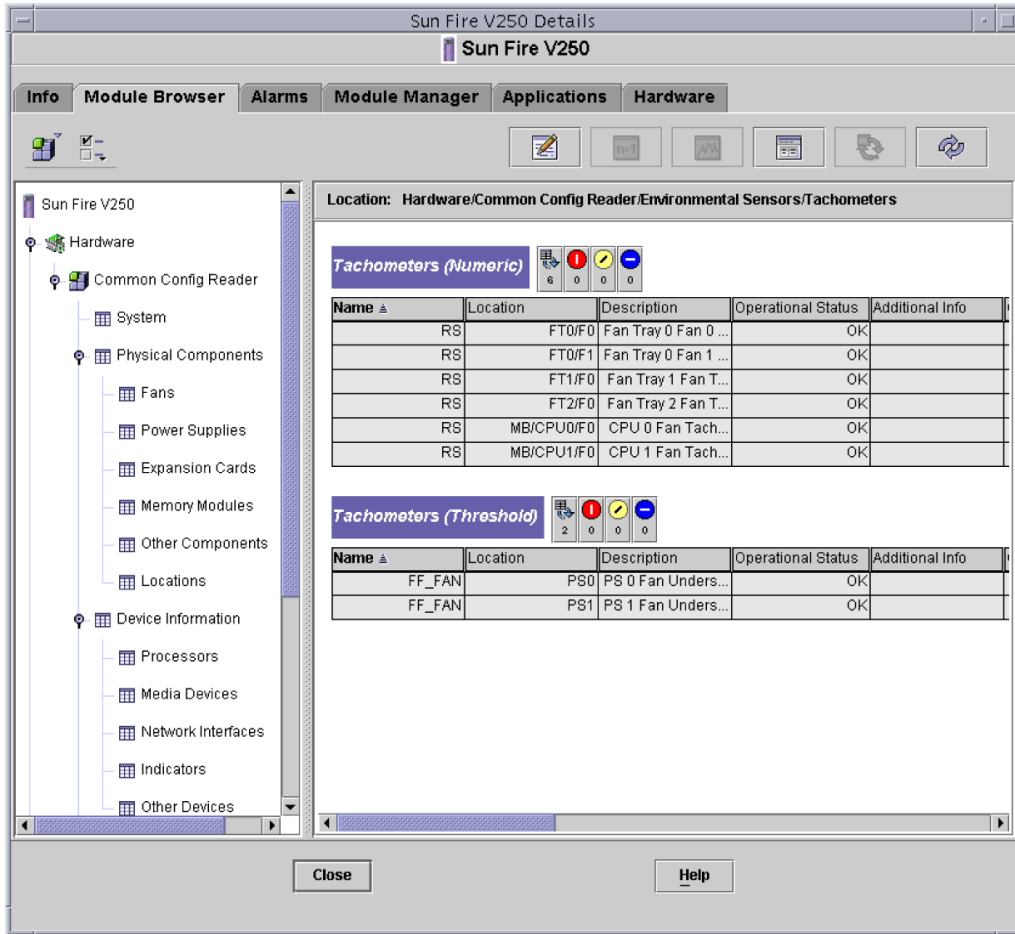 Sun Fire V250 Details
Sun Fire V250
Info Module Browser Alarms Module Manager Applications Hardware
n=1
Sun Fire V250
Hardware
Common Config Reader
System
Physical Components
Fans
Power Supplies
Expansion Cards
Memory Modules
Other Components
Locations
Device Information
Processors
Media Devices
Network Interfaces
Indicators
Other Devices
Location: Hardware/Common Config Reader/Environmental Sensors/Tachometers
Tachometers (Numeric) 6 0 0 0
Name Location Description Operational Status Additional Info
RS FT0/F0 Fan Tray 0 Fan 0 ... OK
RS FT0/F1 Fan Tray 0 Fan 1 ... OK
RS FT1/F0 Fan Tray 1 Fan T... OK
RS FT2/F0 Fan Tray 2 Fan T... OK
RS MB/CPU0/F0 CPU 0 Fan Tach... OK
RS MB/CPU1/F0 CPU 1 Fan Tach... OK
Tachometers (Threshold) 2 0 0 0
Name Location Description Operational Status Additional Info
FF_FAN PS0 PS 0 Fan Unders... OK
FF_FAN PS1 PS 1 Fan Unders... OK
Close Help